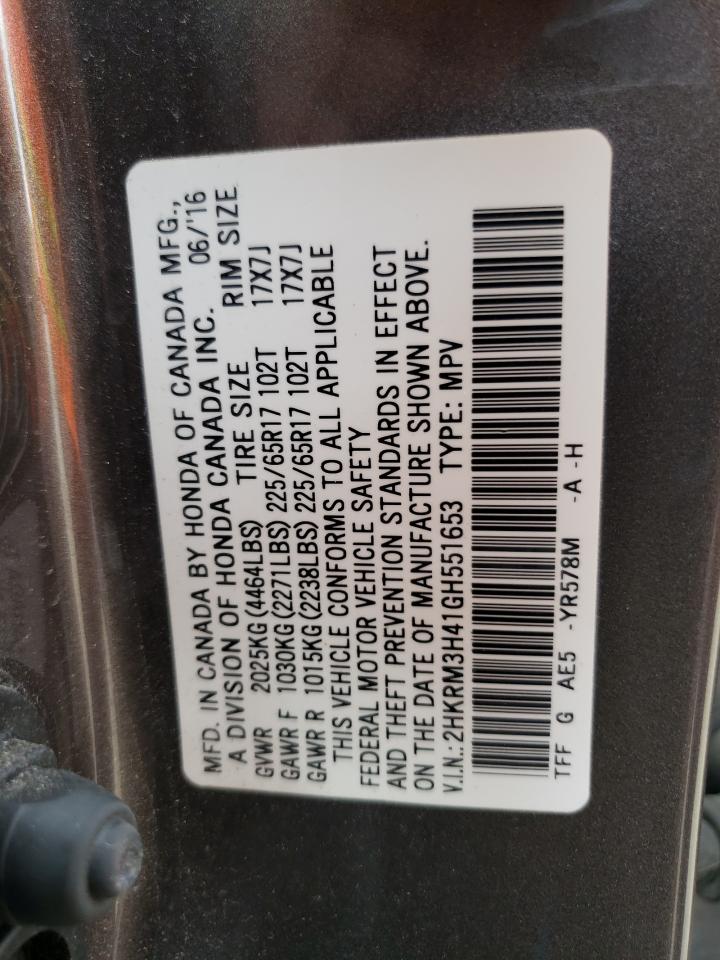 MFD. IN CANADA BY HONDA OF CANADA MFG.,
A DIVISION OF HONDA CANADA INC. 06/'16
GVWR 2025KG (4464LBS) TIRE SIZE RIM SIZE
GAWR F 1030KG (2271LBS) 225/65R17 102T 17X7J
GAWR R 1015KG (2238LBS) 225/65R17 102T 17X7J
THIS VEHICLE CONFORMS TO ALL APPLICABLE
FEDERAL MOTOR VEHICLE SAFETY
AND THEFT PREVENTION STANDARDS IN EFFECT
ON THE DATE OF MANUFACTURE SHOWN ABOVE.
V.I.N.: 2HKRM3H41GH551653 TYPE: MPV
TFF G AE5 -YR578M -A -H